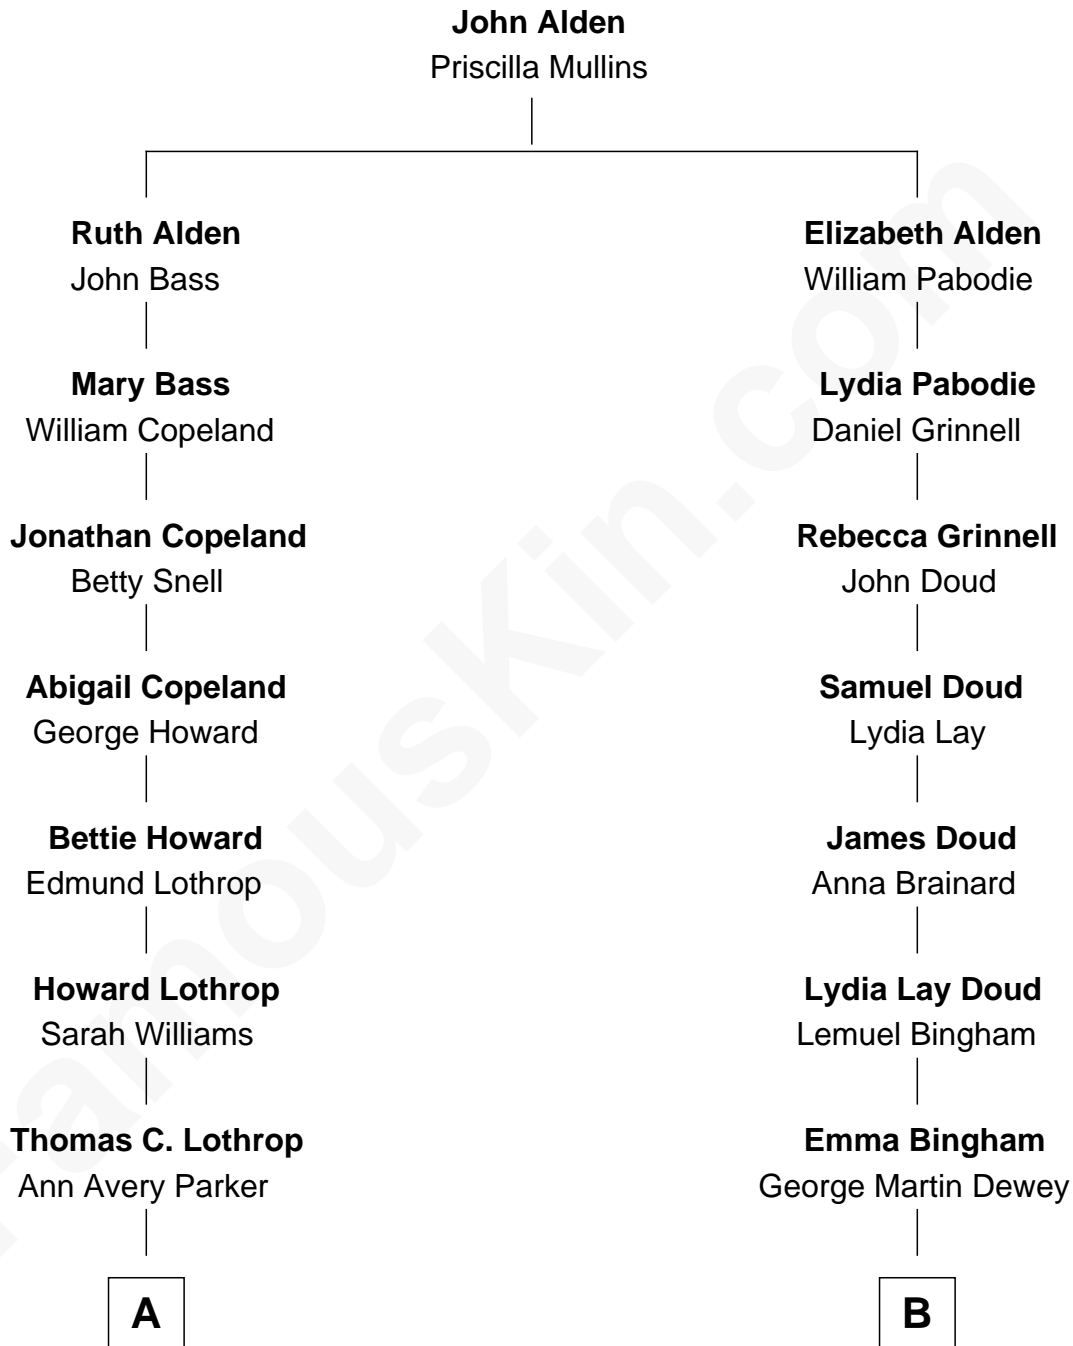 John Alden
Priscilla Mullins
Ruth Alden
John Bass
Elizabeth Alden
William Pabodie
Mary Bass
William Copeland
Lydia Pabodie
Daniel Grinnell
Jonathan Copeland
Betty Snell
Rebecca Grinnell
John Doud
Abigail Copeland
George Howard
Samuel Doud
Lydia Lay
Bettie Howard
Edmund Lothrop
James Doud
Anna Brainard
Howard Lothrop
Sarah Williams
Lydia Lay Doud
Lemuel Bingham
Thomas C. Lothrop
Ann Avery Parker
Emma Bingham
George Martin Dewey
A
B
FamousKin.com